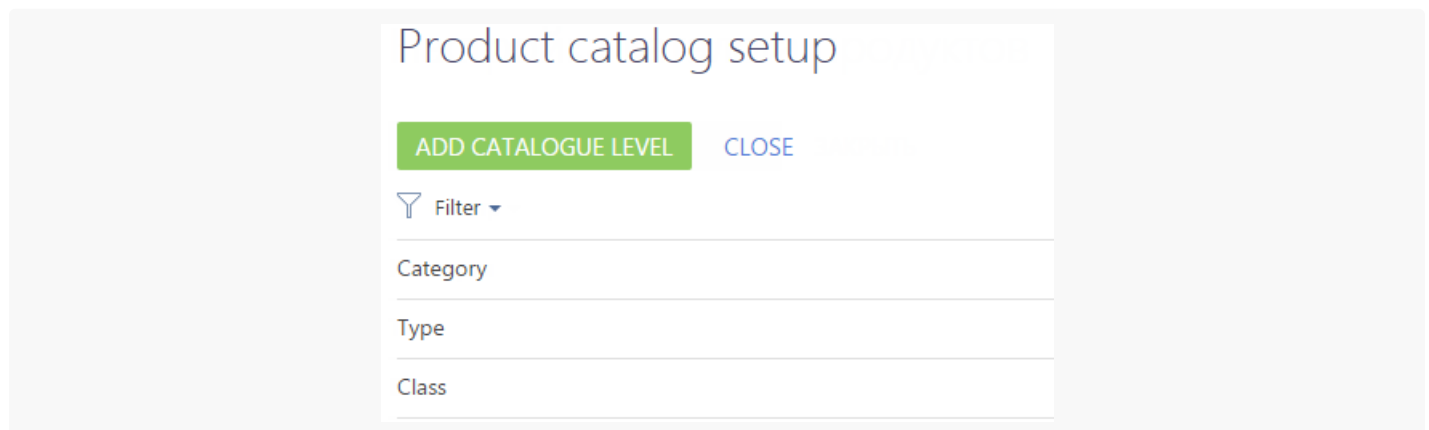 Product catalog setup
ADD CATALOGUE LEVEL CLOSE
Filter
Category
Type
Class